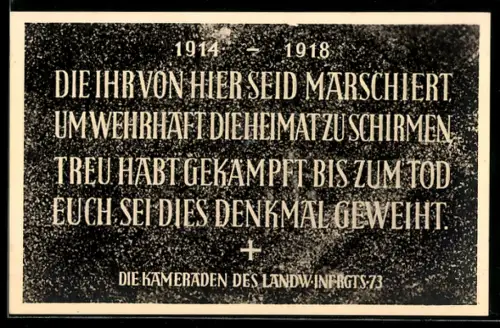 1914 - 1918
DIE IHR VON HIER SEID MARSCHIERT,
UM WEHRHAFT DIE HEIMAT ZU SCHIRMEN,
TREU HABT GEKÄMPFT BIS ZUM TOD
EUCH SEI DIES DENKMAL GEWEIHT.
+
DIE KAMERADEN DES LANDW·INF·RGTS·73